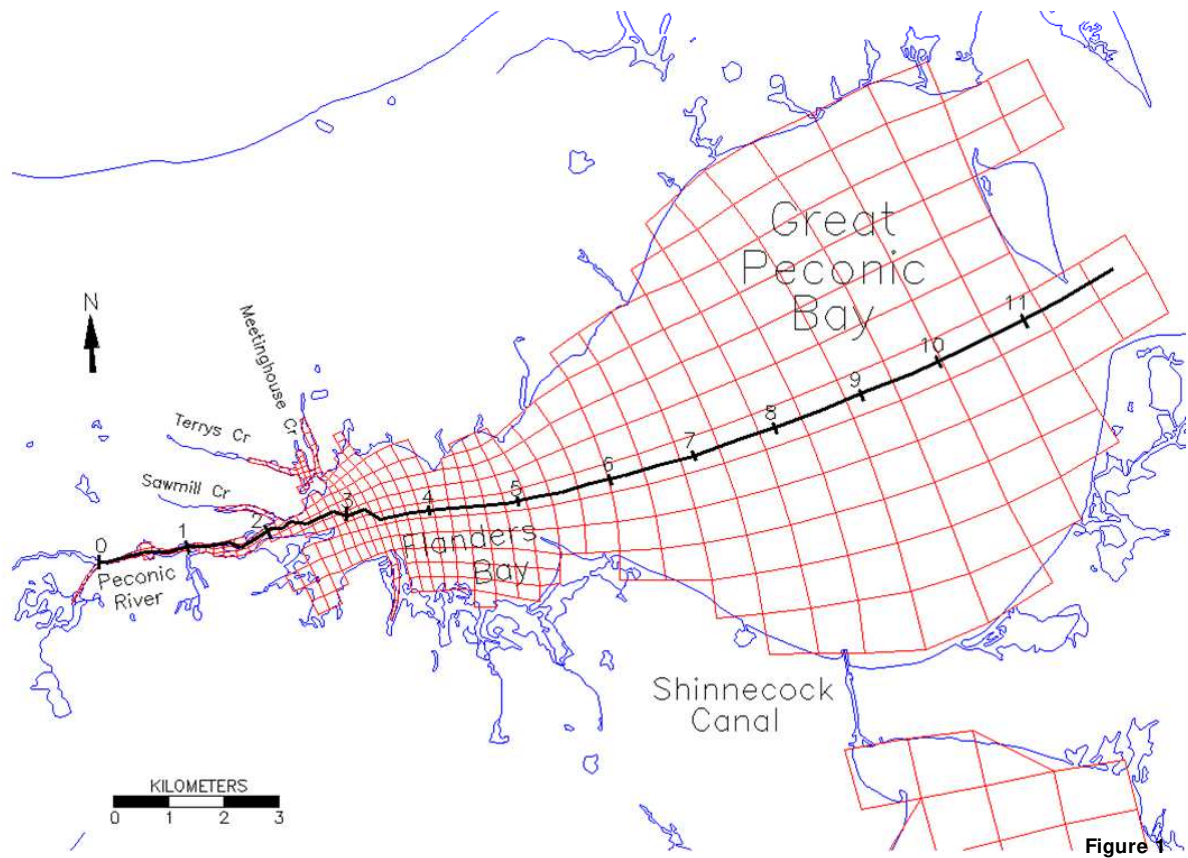 Great
Peconic
Bay
N
Meetinghouse Cr
Terrys Cr
Sawmill Cr
0
1
2
3
4
5
6
7
8
9
10
11
Flanders
Bay
Peconic
River
Shinnecock
Canal
KILOMETERS
0 1 2 3
Figure 1